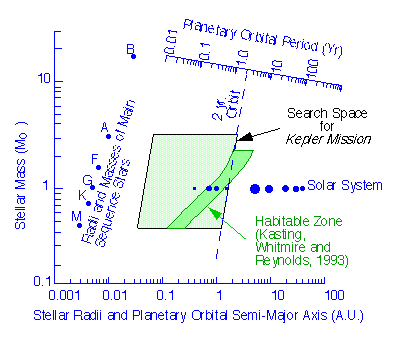 Planetary Orbital Period (Yr)
0.01
0.1
1.0
10
100
B
A
F
G
K
M
Radii and Masses of Main
Sequence Stars
2 yr.
Orbit
Search Space
for
Kepler Mission
Solar System
Habitable Zone
(Kasting,
Whitmire and
Reynolds, 1993)
Stellar Mass (Mo)
10
1
0.1
0.001
0.01
0.1
1
10
100
Stellar Radii and Planetary Orbital Semi-Major Axis (A.U.)